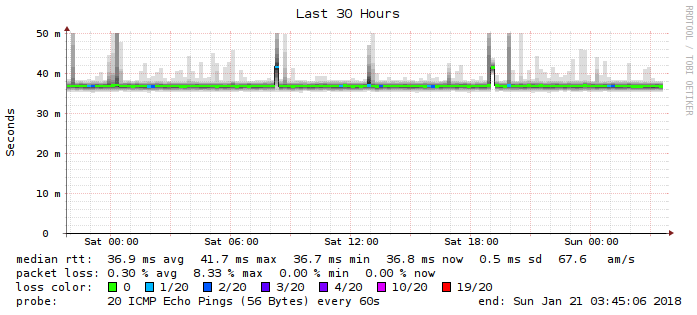 Last 30 Hours
RRDTOOL / TOBI OETIKER
Seconds
50 m
40 m
30 m
20 m
10 m
0
Sat 00:00 Sat 06:00 Sat 12:00 Sat 18:00 Sun 00:00
median rtt: 36.9 ms avg 41.7 ms max 36.7 ms min 36.8 ms now 0.5 ms sd 67.6 am/s
packet loss: 0.30 % avg 8.33 % max 0.00 % min 0.00 % now
loss color: 0 1/20 2/20 3/20 4/20 10/20 19/20
probe: 20 ICMP Echo Pings (56 Bytes) every 60s end: Sun Jan 21 03:45:06 2018